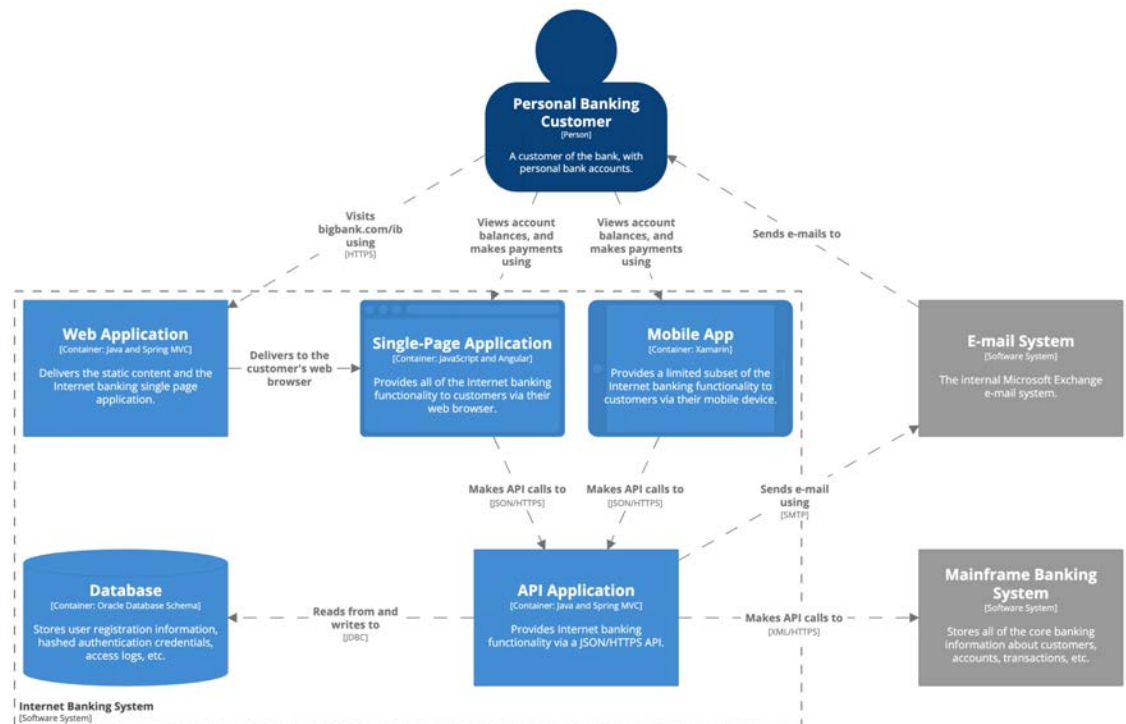 Personal Banking
Customer
[Person]
A customer of the bank, with
personal bank accounts.
Visits
bigbank.com/ib
using
[HTTPS]
Views account
balances, and
makes payments
using
Views account
balances, and
makes payments
using
Sends e-mails to
Web Application
[Container: Java and Spring MVC]
Delivers the static content and the
Internet banking single page
application.
Delivers to the
customer's web
browser
Single-Page Application
[Container: JavaScript and Angular]
Provides all of the Internet banking
functionality to customers via their
web browser.
Mobile App
[Container: Xamarin]
Provides a limited subset of the
Internet banking functionality to
customers via their mobile device.
E-mail System
[Software System]
The internal Microsoft Exchange
e-mail system.
Makes API calls to
[JSON/HTTPS]
Makes API calls to
[JSON/HTTPS]
Sends e-mail
using
[SMTP]
Database
[Container: Oracle Database Schema]
Stores user registration information,
hashed authentication credentials,
access logs, etc.
Reads from and
writes to
[JDBC]
API Application
[Container: Java and Spring MVC]
Provides Internet banking
functionality via a JSON/HTTPS API.
Makes API calls to
[XML/HTTPS]
Mainframe Banking
System
[Software System]
Stores all of the core banking
information about customers,
accounts, transactions, etc.
Internet Banking System
[Software System]